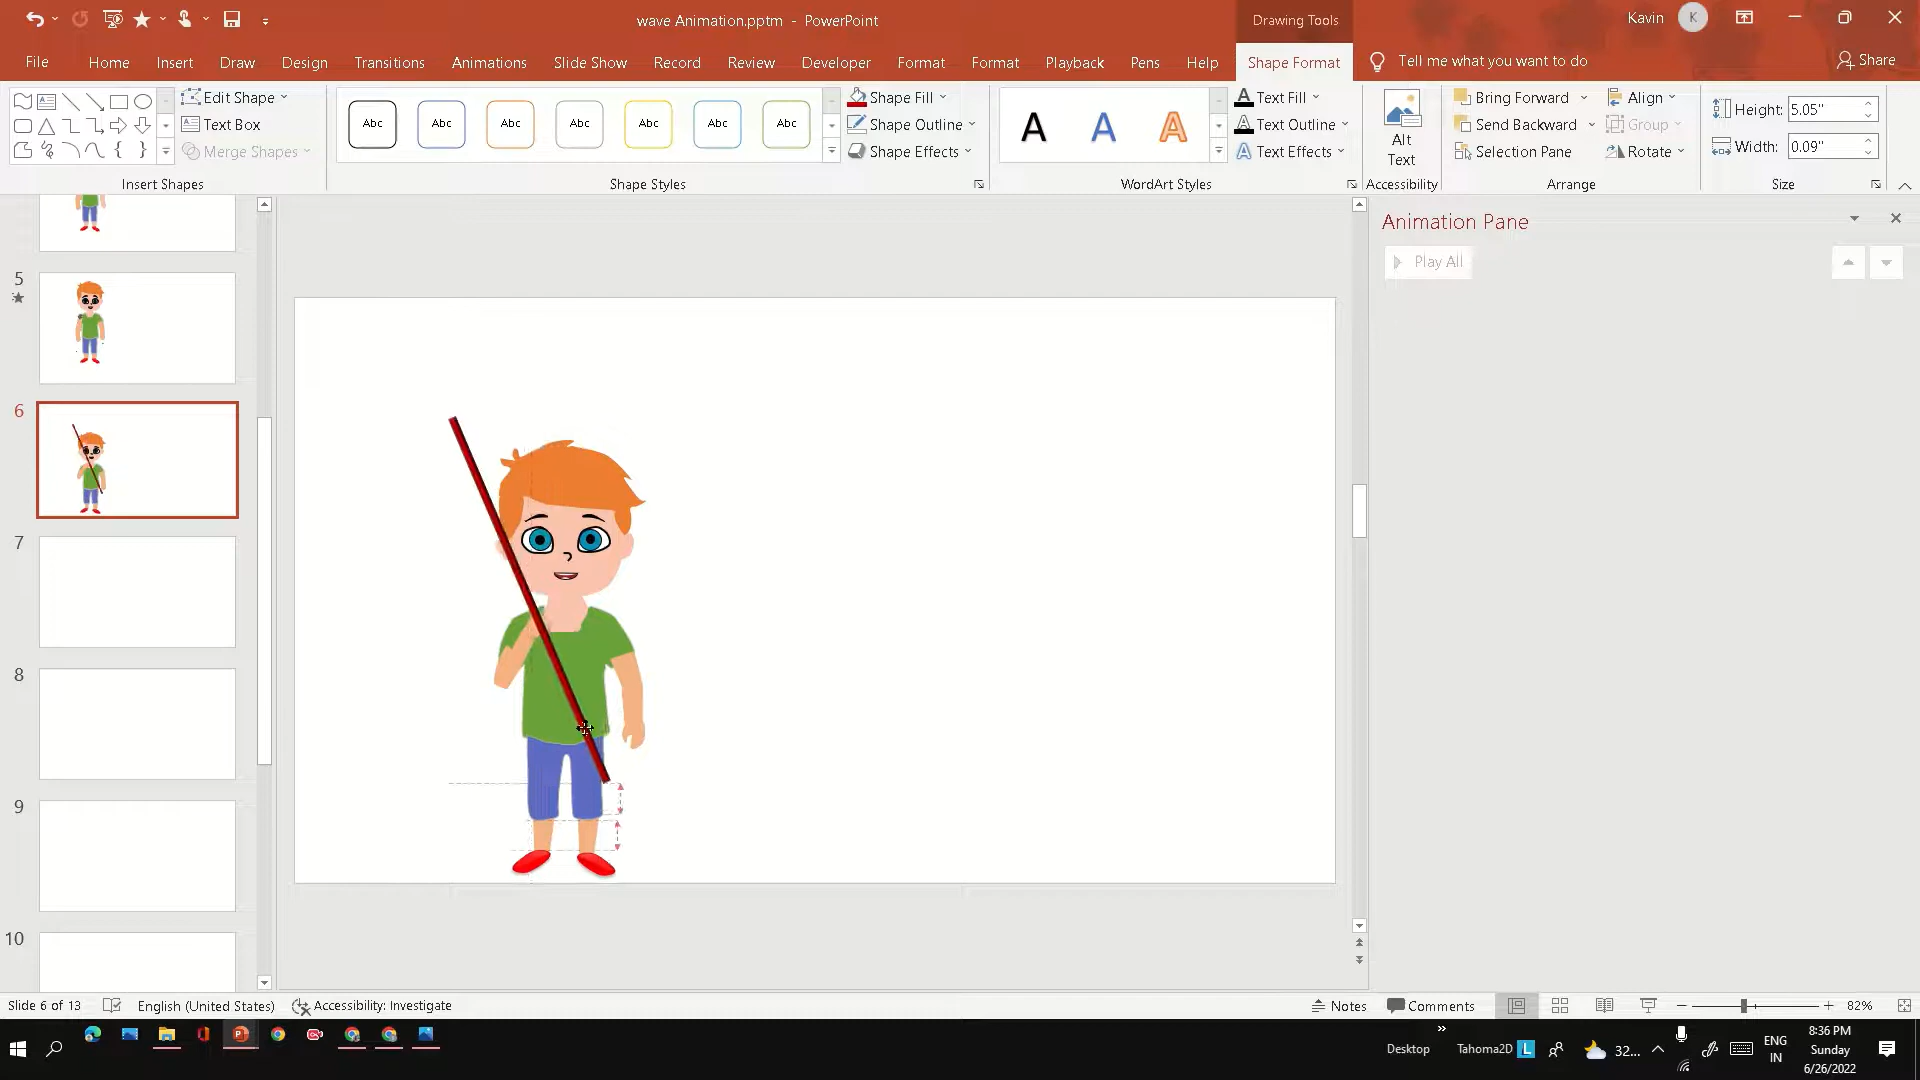 wave Animation.pptm - PowerPoint
Drawing Tools
Kavin
K
File
Home
Insert
Draw
Design
Transitions
Animations
Slide Show
Record
Review
Developer
Format
Format
Playback
Pens
Help
Shape Format
Tell me what you want to do
Share
Edit Shape
Text Box
Merge Shapes
Insert Shapes
Abc
Abc
Abc
Abc
Abc
Abc
Abc
Shape Fill
Shape Outline
Shape Effects
Shape Styles
A
A
A
Text Fill
Text Outline
Text Effects
WordArt Styles
Alt
Text
Accessibility
Bring Forward
Send Backward
Selection Pane
Align
Group
Rotate
Arrange
Height: 5.05"
Width: 0.09"
Size
5
6
7
8
9
10
Animation Pane
Play All
Slide 6 of 13
English (United States)
Accessibility: Investigate
Notes
Comments
82%
Desktop
Tahoma2D
L
32...
ENG
IN
8:36 PM
Sunday
6/26/2022